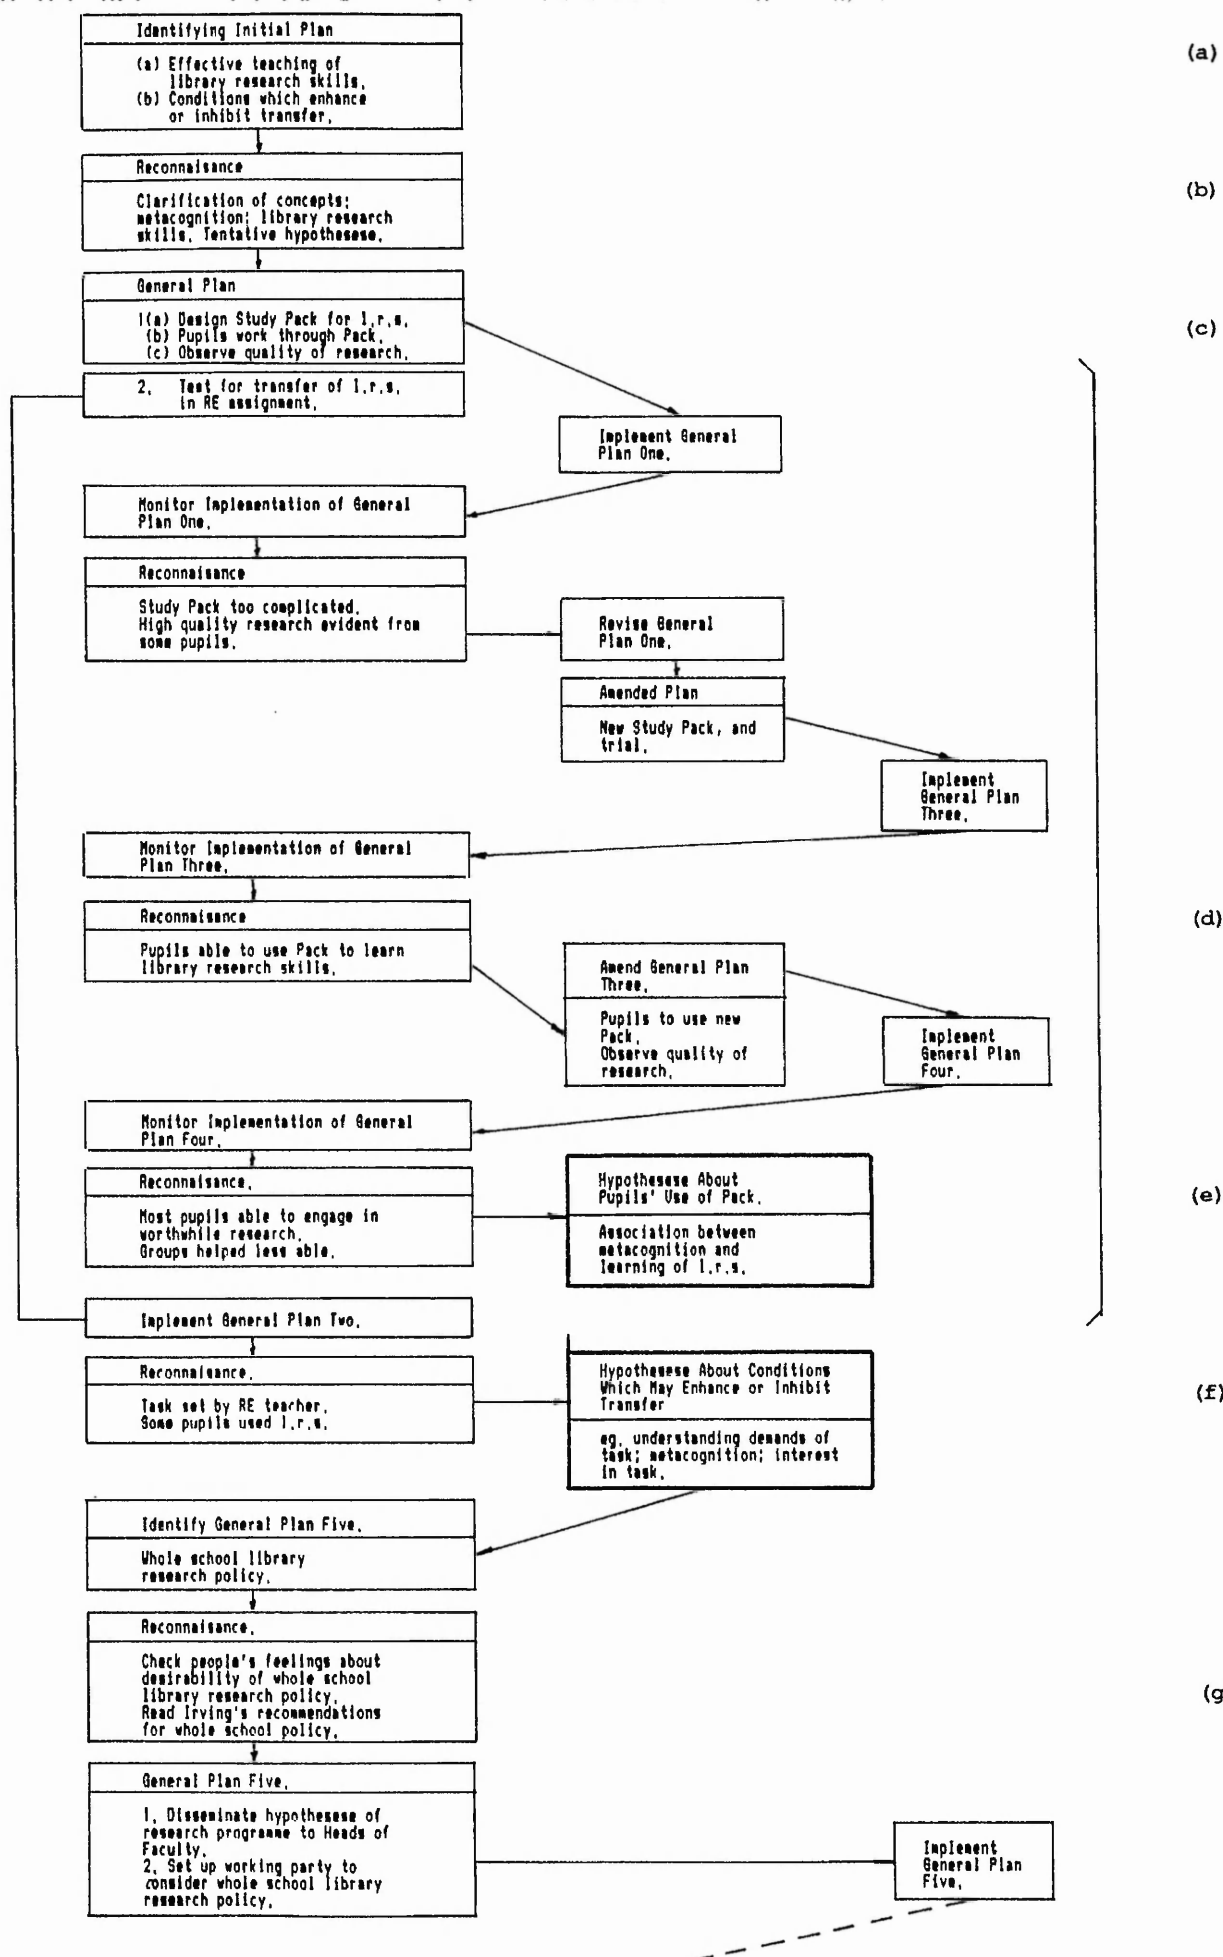 Identifying Initial Plan
(a) Effective teaching of
library research skills.
(b) Conditions which enhance
or inhibit transfer.
(a)
Reconnaisance
Clarification of concepts;
metacognition; library research
skills. Tentative hypothesese.
(b)
General Plan
1(a) Design Study Pack for l.r.s.
(b) Pupils work through Pack.
(c) Observe quality of research.
(c)
2. Test for transfer of l.r.s.
in RE assignment.
Implement General
Plan One.
Monitor Implementation of General
Plan One.
Reconnaisance
Study Pack too complicated.
High quality research evident from
some pupils.
Revise General
Plan One.
Amended Plan
New Study Pack, and
trial.
Implement
General Plan
Three.
Monitor Implementation of General
Plan Three.
Reconnaisance
Pupils able to use Pack to learn
library research skills.
(d)
Amend General Plan
Three.
Pupils to use new
Pack.
Observe quality of
research.
Implement
General Plan
Four.
Monitor Implementation of General
Plan Four.
Reconnaisance.
Most pupils able to engage in
worthwhile research.
Groups helped less able.
Hypothesese About
Pupils' Use of Pack.
Association between
metacognition and
learning of l.r.s.
(e)
Implement General Plan Two.
Reconnaisance.
Task set by RE teacher.
Some pupils used l.r.s.
Hypothesese About Conditions
Which May Enhance or Inhibit
Transfer
eg. understanding demands of
task; metacognition; interest
in task.
(f)
Identify General Plan Five.
Whole school library
research policy.
Reconnaisance.
Check people's feelings about
desirability of whole school
library research policy.
Read Irving's recommendations
for whole school policy.
(g
General Plan Five.
1. Disseminate hypothesese of
research programme to Heads of
Faculty.
2. Set up working party to
consider whole school library
research policy.
Implement
General Plan
Five.